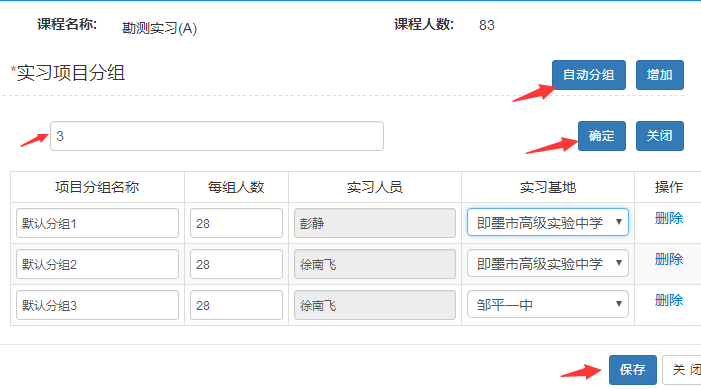 课程名称: 勘测实习(A) 课程人数: 83
*实习项目分组 自动分组 增加
3 确定 关闭
项目分组名称 每组人数 实习人员 实习基地 操作
默认分组1 28 彭静 即墨市高级实验中学 删除
默认分组2 28 徐南飞 即墨市高级实验中学 删除
默认分组3 28 徐南飞 邹平一中 删除
保存 关 闭